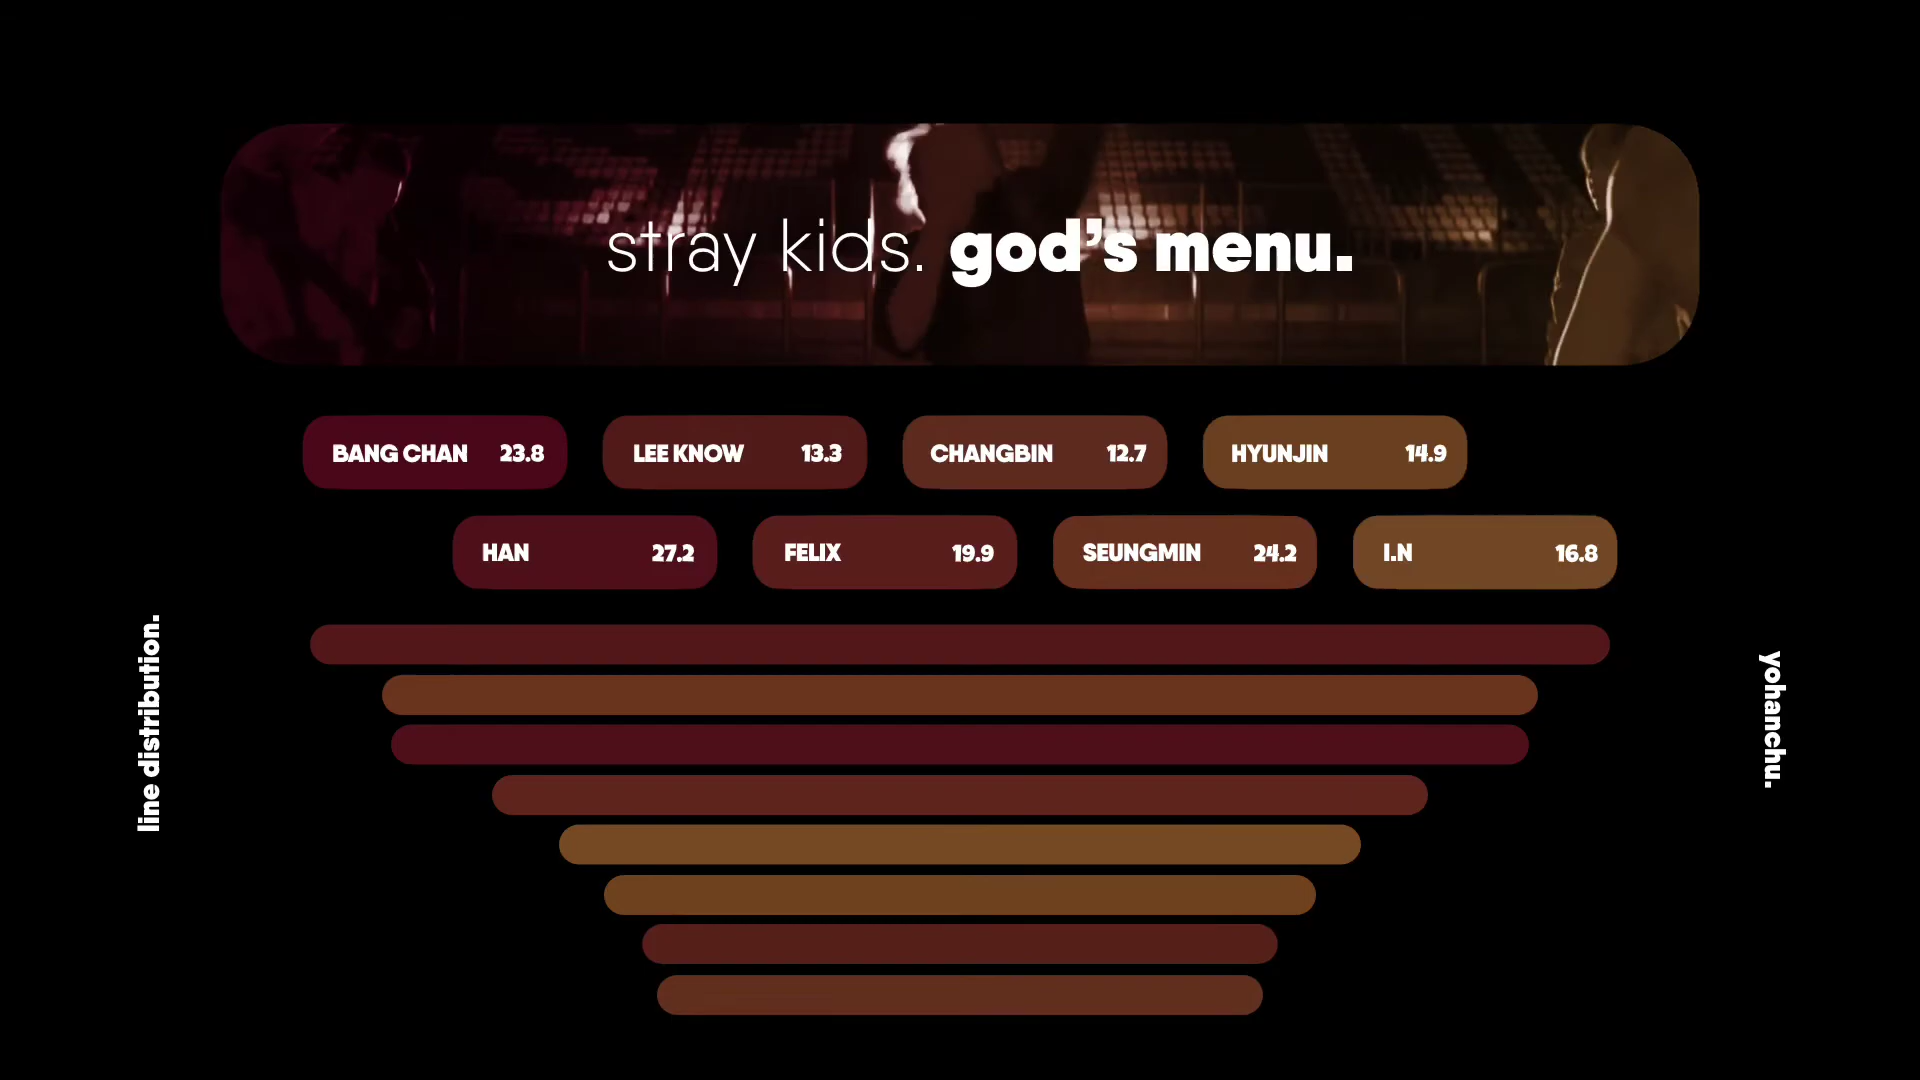 stray kids. god's menu.
BANG CHAN 23.8
LEE KNOW 13.3
CHANGBIN 12.7
HYUNJIN 14.9
HAN 27.2
FELIX 19.9
SEUNGMIN 24.2
I.N 16.8
line distribution.
yohanchu.